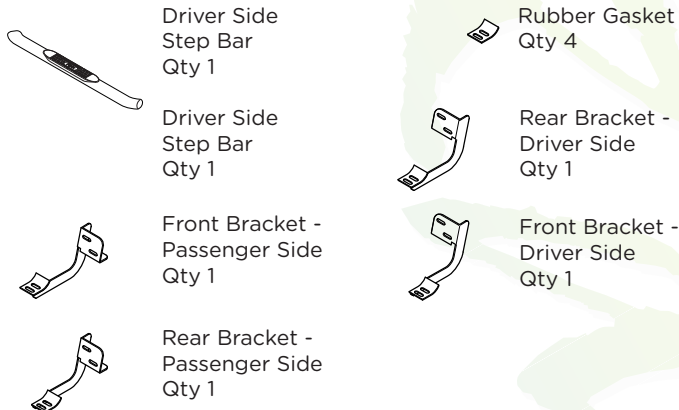 Driver Side
Step Bar
Qty 1
Driver Side
Step Bar
Qty 1
Front Bracket -
Passenger Side
Qty 1
Rear Bracket -
Passenger Side
Qty 1
Rubber Gasket
Qty 4
Rear Bracket -
Driver Side
Qty 1
Front Bracket -
Driver Side
Qty 1